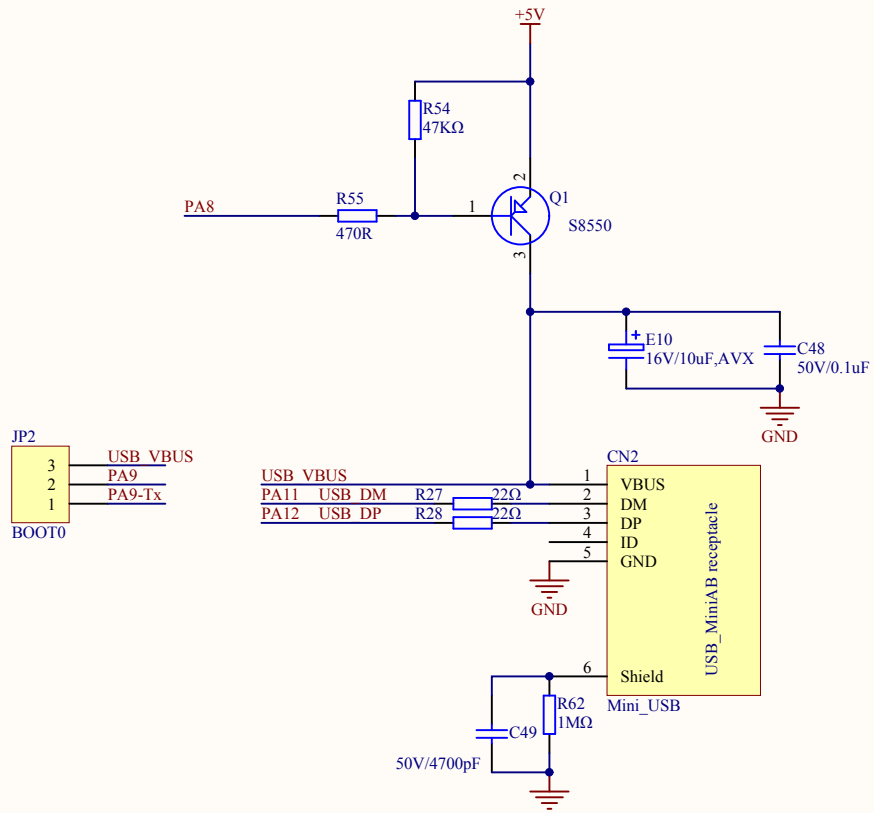 +5V
R54
47KΩ
2
R55
PA8
1
Q1
470R
S8550
3
E10
16V/10uF,AVX
C48
50V/0.1uF
GND
JP2
CN2
3
USB_VBUS
2
PA9
1
PA9-Tx
BOOT0
USB_VBUS
1
VBUS
PA11
USB_DM
R27
22Ω
2
DM
PA12
USB_DP
R28
22Ω
3
DP
4
ID
5
GND
GND
USB_MiniAB receptacle
6
Shield
Mini_USB
R62
1MΩ
C49
50V/4700pF